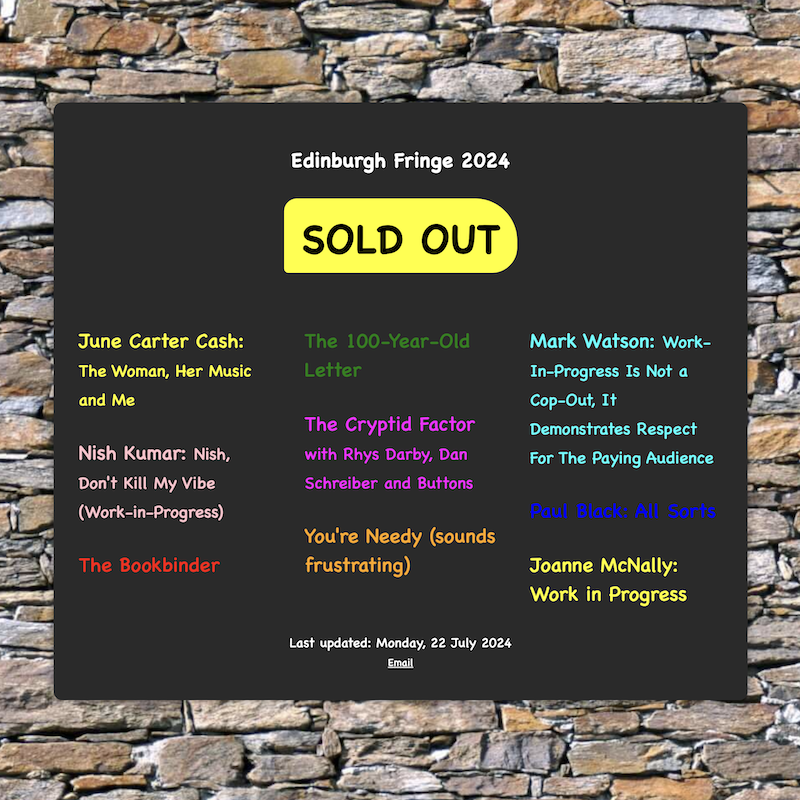 Edinburgh Fringe 2024
SOLD OUT
June Carter Cash:
The Woman, Her Music
and Me
Nish Kumar: Nish,
Don't Kill My Vibe
(Work-in-Progress)
The Bookbinder
The 100-Year-Old
Letter
The Cryptid Factor
with Rhys Darby, Dan
Schreiber and Buttons
You're Needy (sounds
frustrating)
Mark Watson: Work-
In-Progress Is Not a
Cop-Out, It
Demonstrates Respect
For The Paying Audience
Paul Black: All Sorts
Joanne McNally:
Work in Progress
Last updated: Monday, 22 July 2024
Email